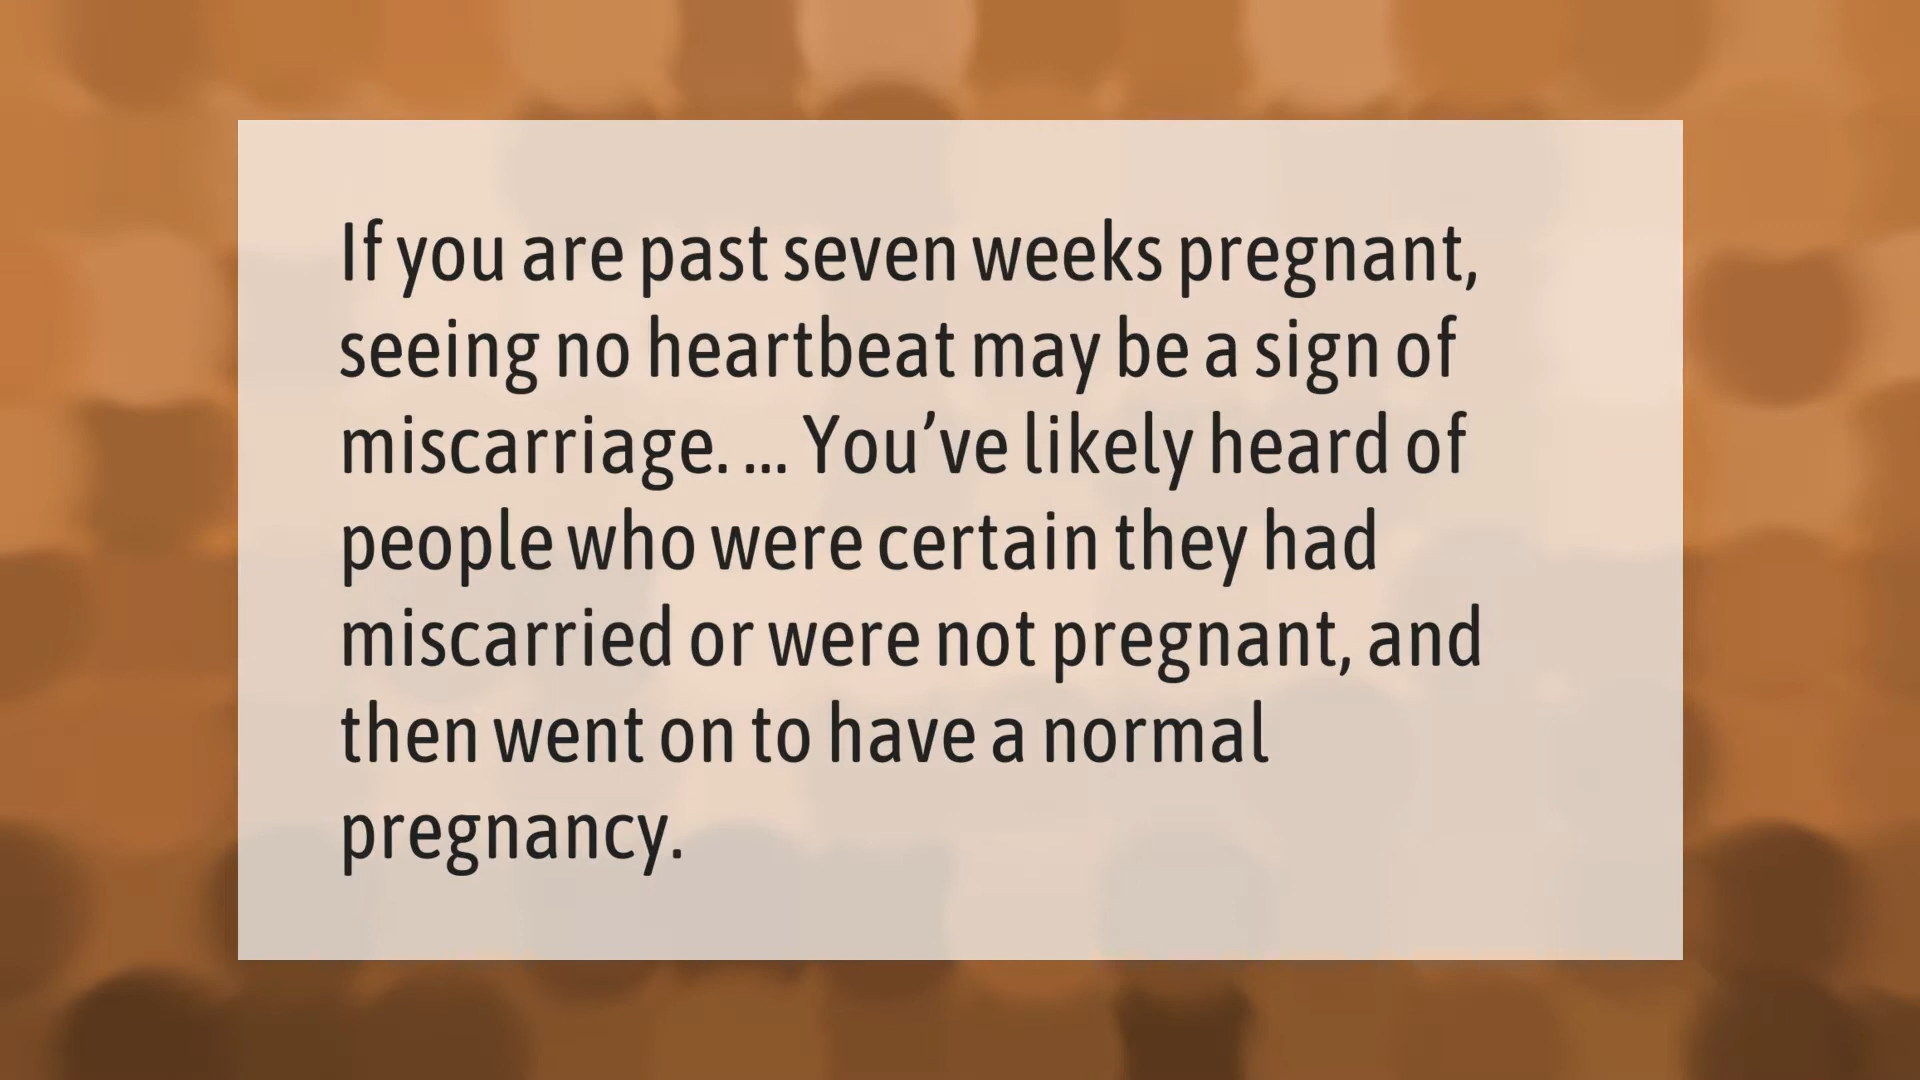 If you are past seven weeks pregnant,
seeing no heartbeat may be a sign of
miscarriage. ... You’ve likely heard of
people who were certain they had
miscarried or were not pregnant, and
then went on to have a normal
pregnancy.